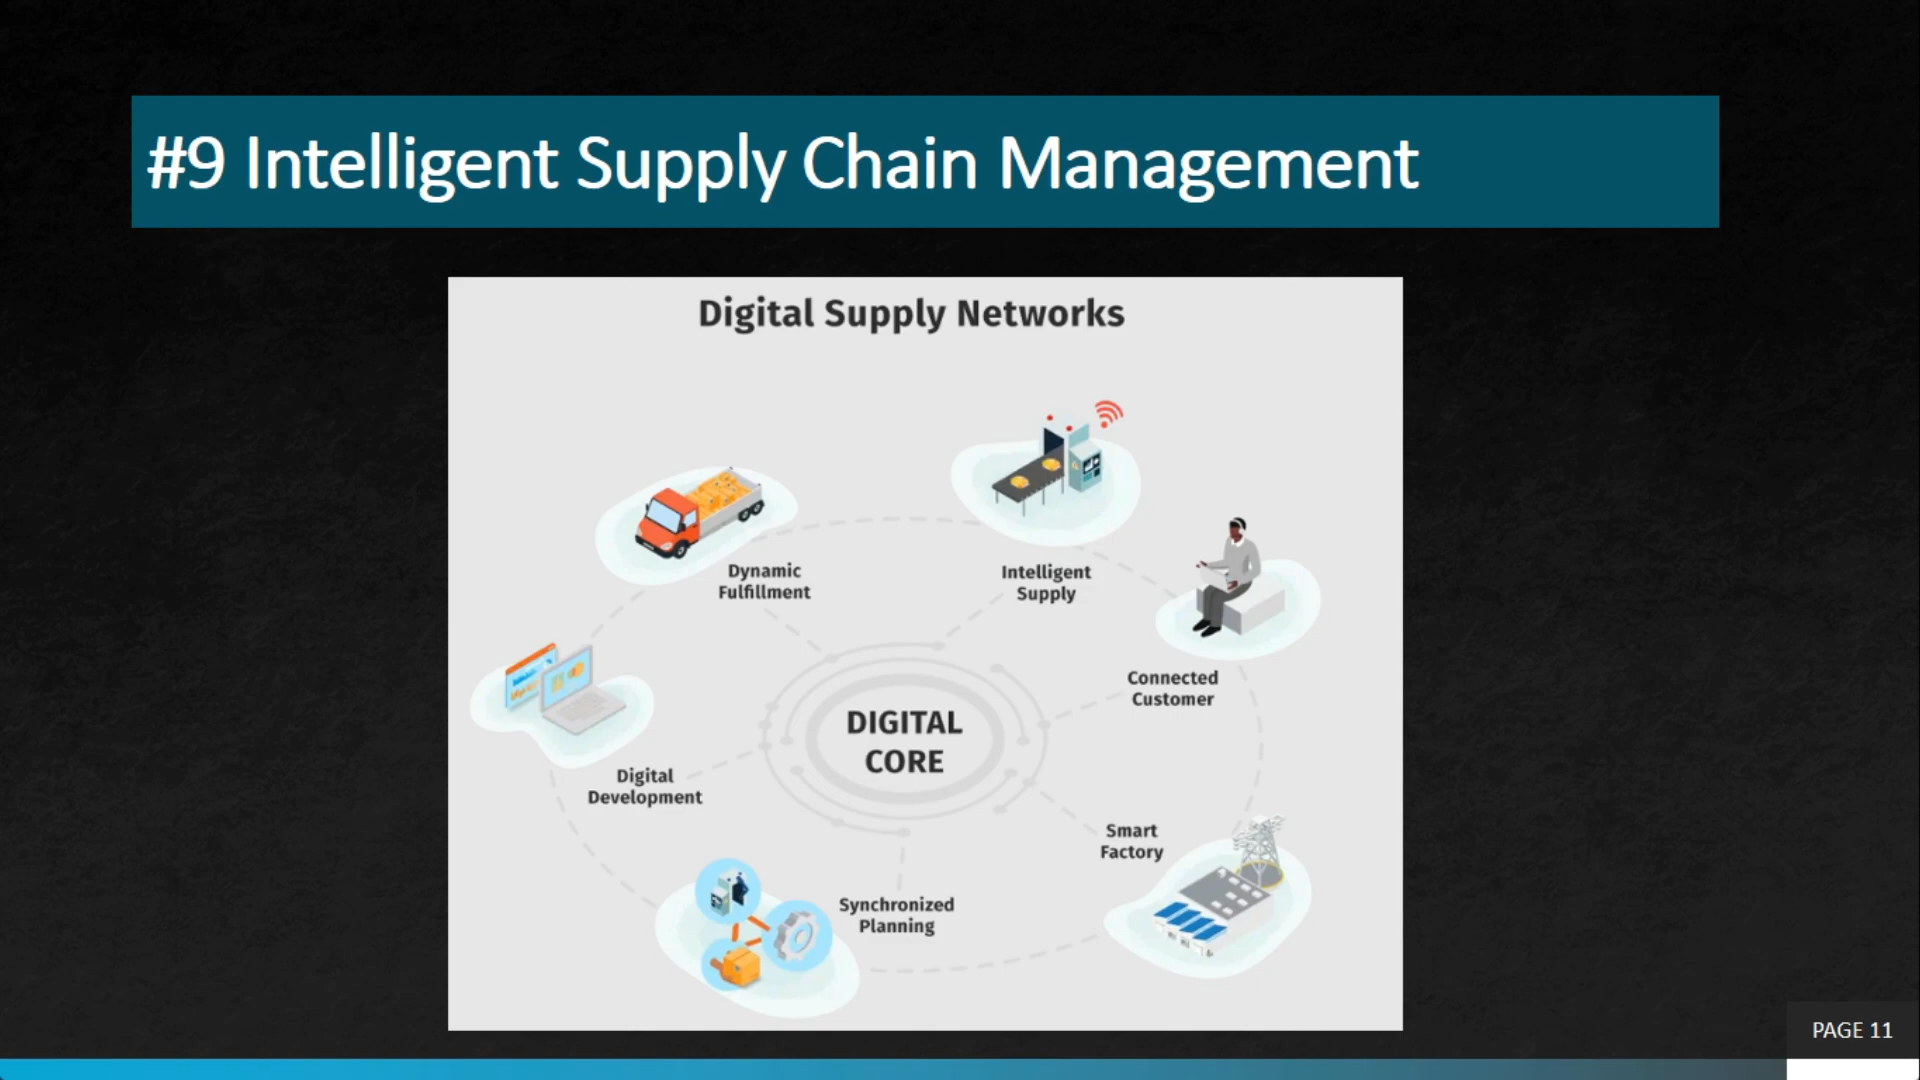 #9 Intelligent Supply Chain Management
Digital Supply Networks
Dynamic
Fulfillment
Intelligent
Supply
Connected
Customer
DIGITAL
CORE
Digital
Development
Smart
Factory
Synchronized
Planning
PAGE 11